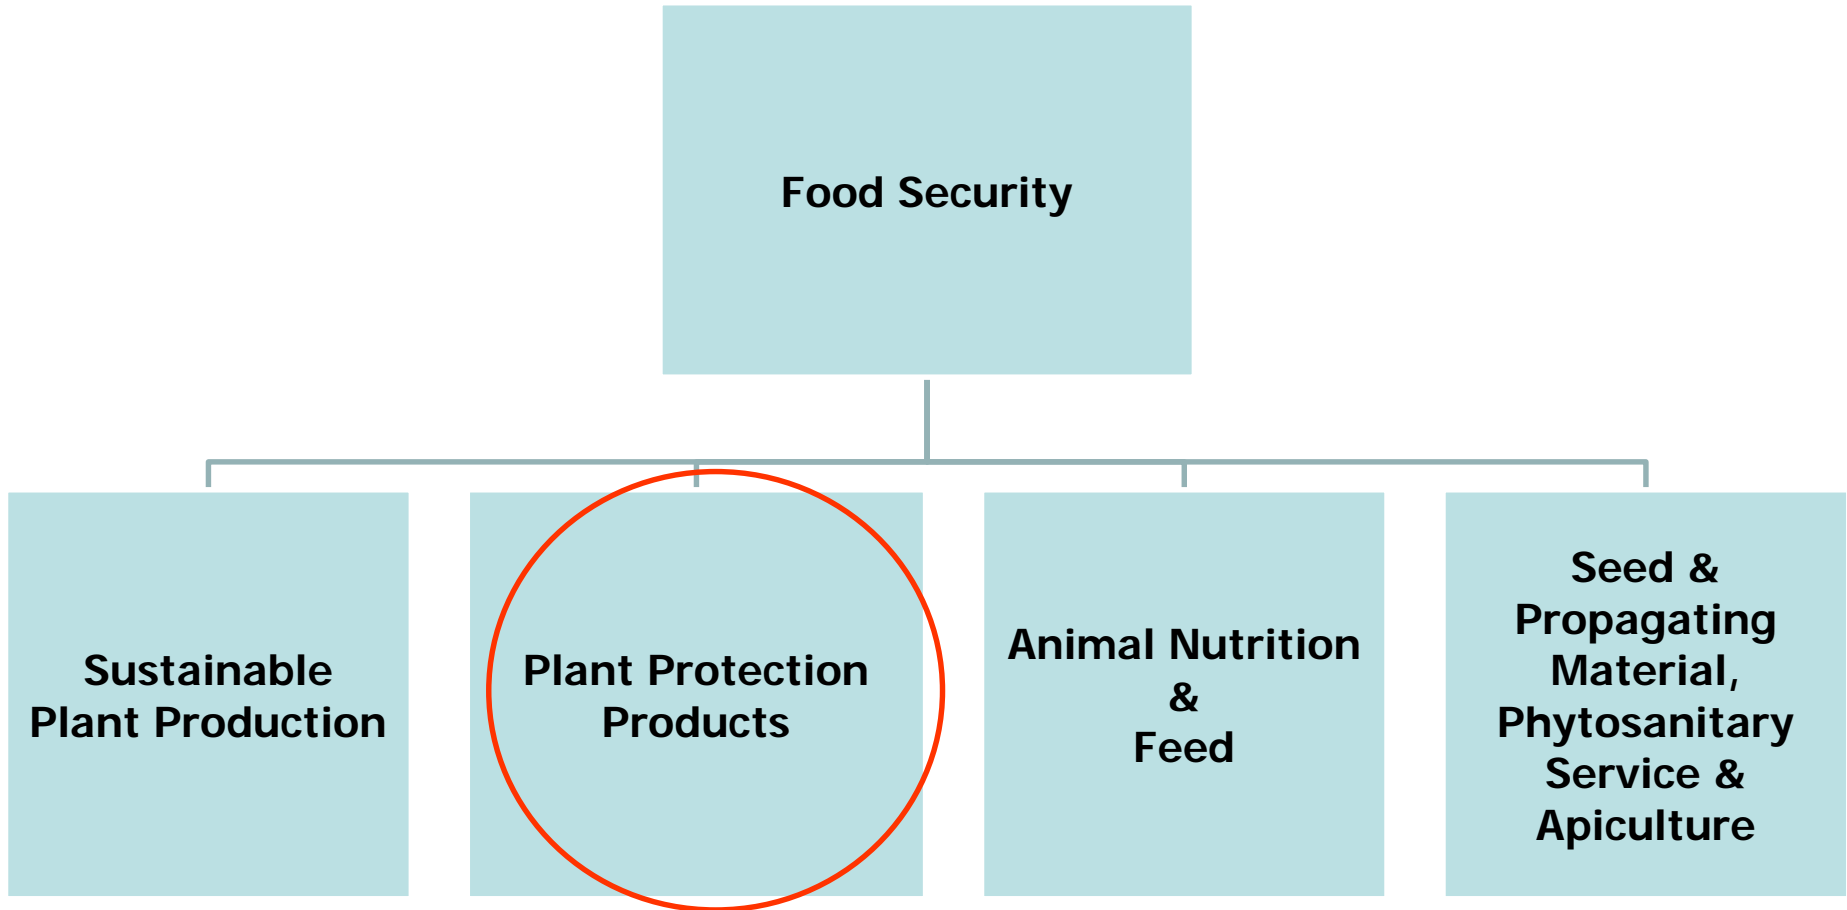 Food Security
Sustainable
Plant Production
Plant Protection
Products
Animal Nutrition
&
Feed
Seed &
Propagating
Material,
Phytosanitary
Service &
Apiculture